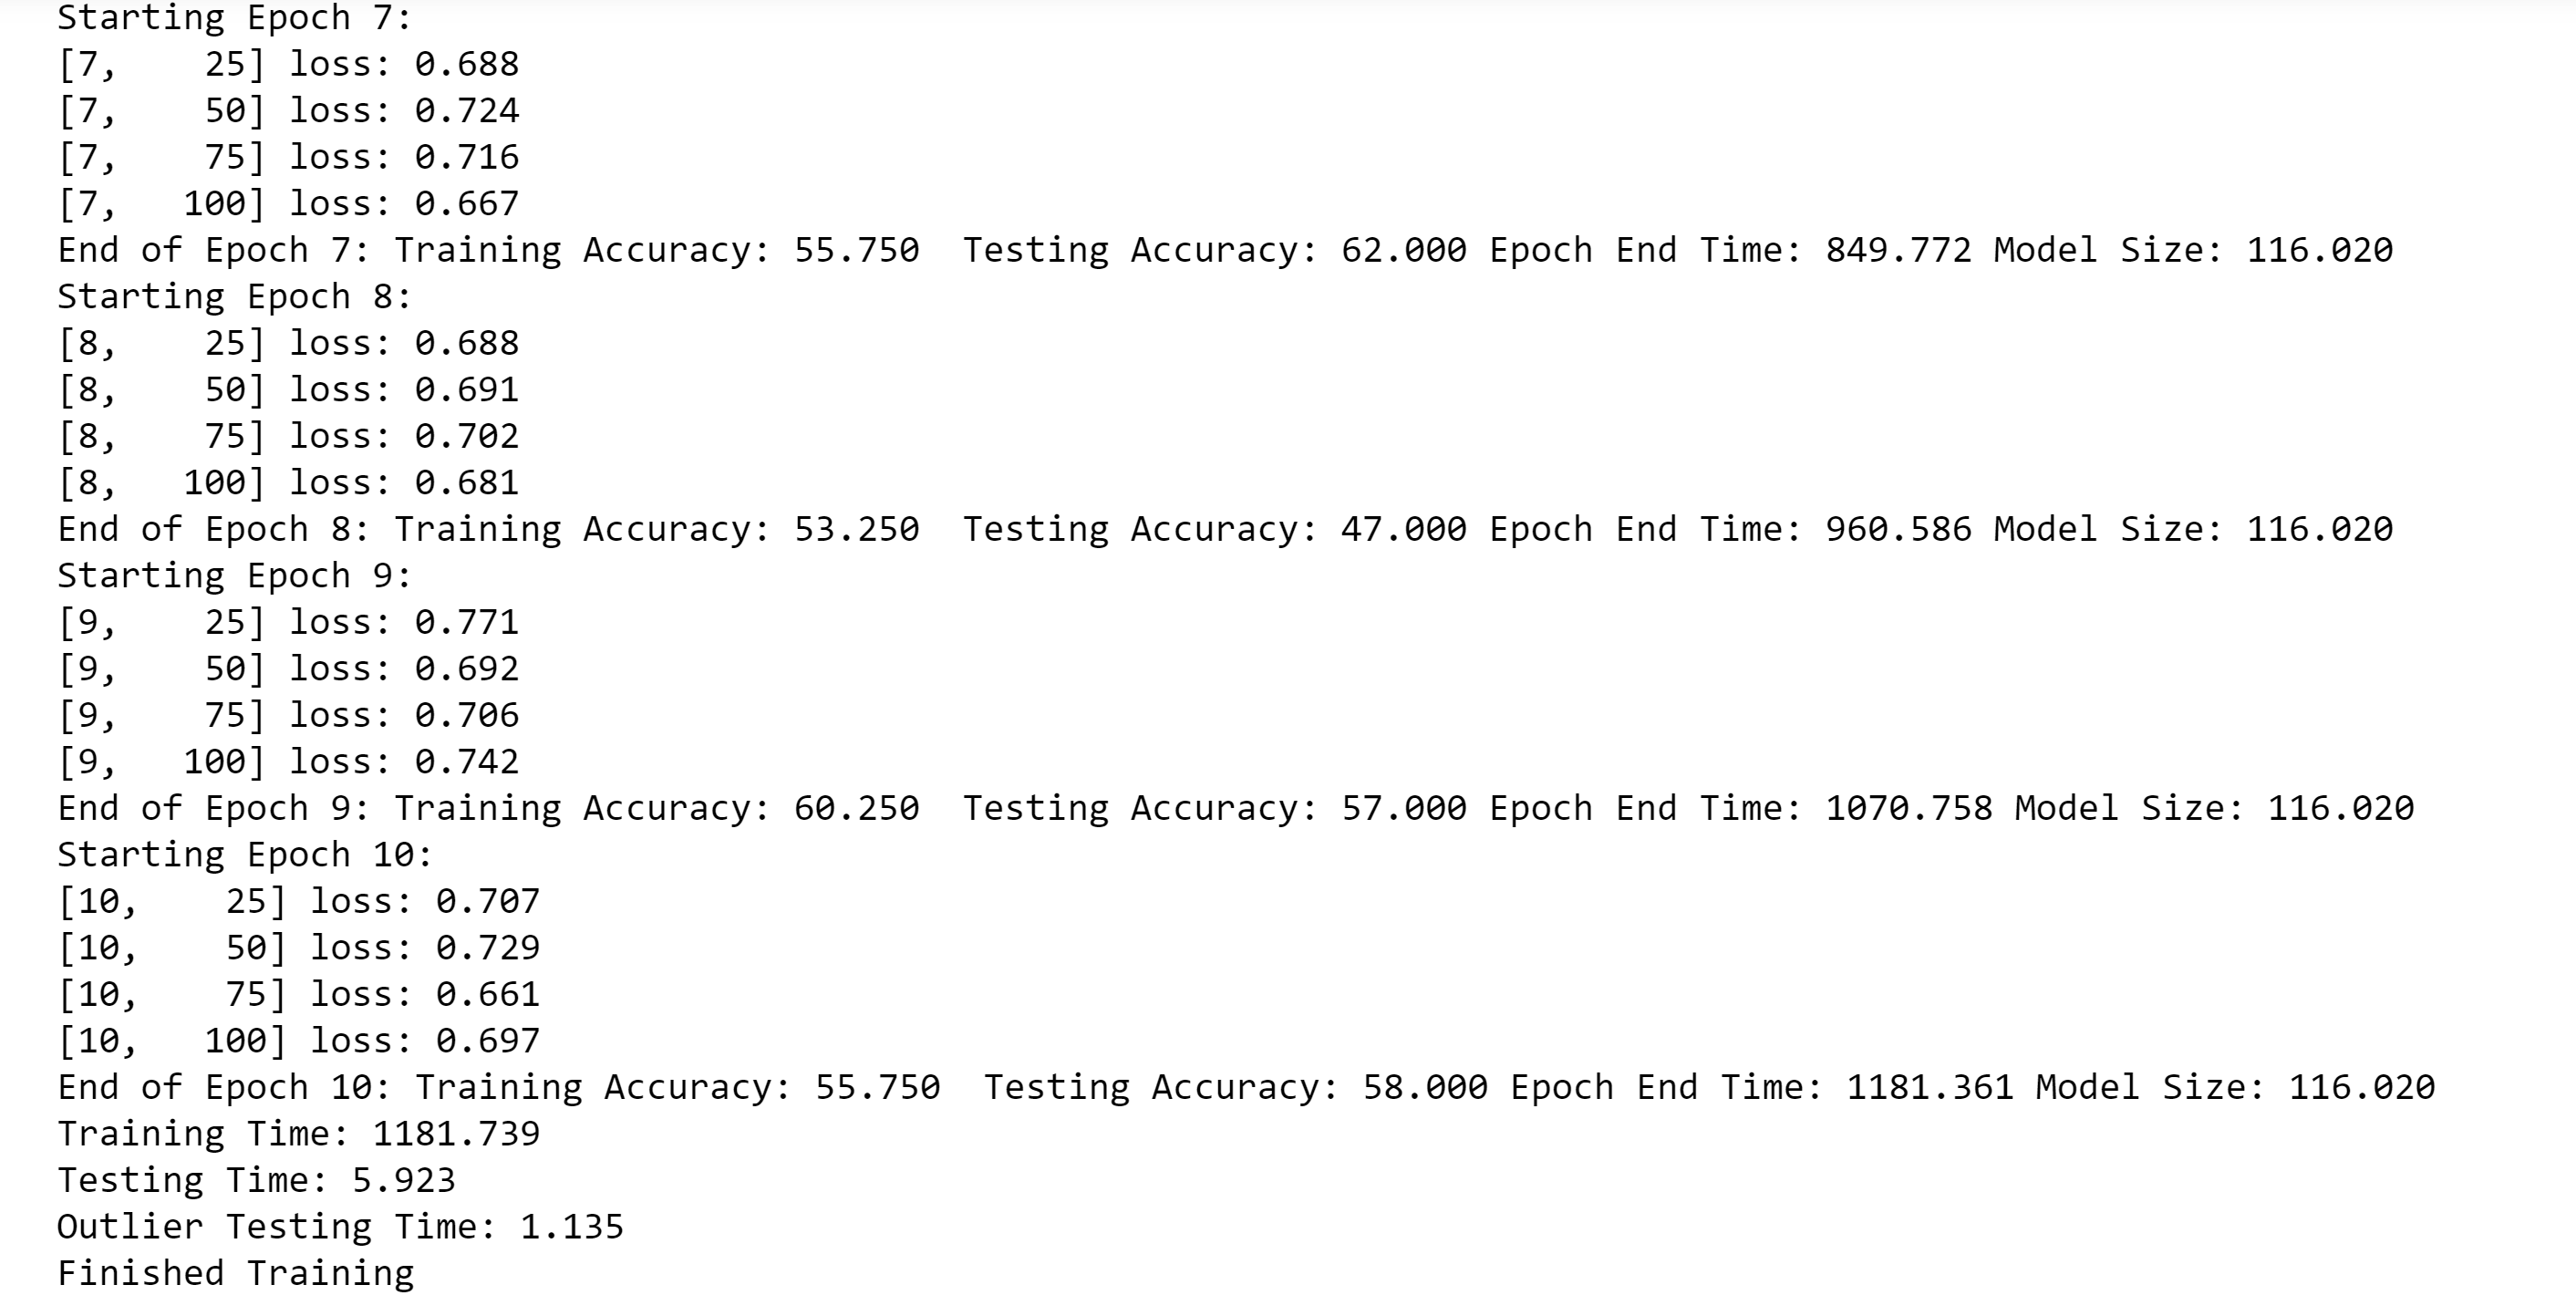 Starting Epoch 7:
[7,    25] loss: 0.688
[7,    50] loss: 0.724
[7,    75] loss: 0.716
[7,   100] loss: 0.667
End of Epoch 7: Training Accuracy: 55.750  Testing Accuracy: 62.000 Epoch End Time: 849.772 Model Size: 116.020
Starting Epoch 8:
[8,    25] loss: 0.688
[8,    50] loss: 0.691
[8,    75] loss: 0.702
[8,   100] loss: 0.681
End of Epoch 8: Training Accuracy: 53.250  Testing Accuracy: 47.000 Epoch End Time: 960.586 Model Size: 116.020
Starting Epoch 9:
[9,    25] loss: 0.771
[9,    50] loss: 0.692
[9,    75] loss: 0.706
[9,   100] loss: 0.742
End of Epoch 9: Training Accuracy: 60.250  Testing Accuracy: 57.000 Epoch End Time: 1070.758 Model Size: 116.020
Starting Epoch 10:
[10,    25] loss: 0.707
[10,    50] loss: 0.729
[10,    75] loss: 0.661
[10,   100] loss: 0.697
End of Epoch 10: Training Accuracy: 55.750  Testing Accuracy: 58.000 Epoch End Time: 1181.361 Model Size: 116.020
Training Time: 1181.739
Testing Time: 5.923
Outlier Testing Time: 1.135
Finished Training